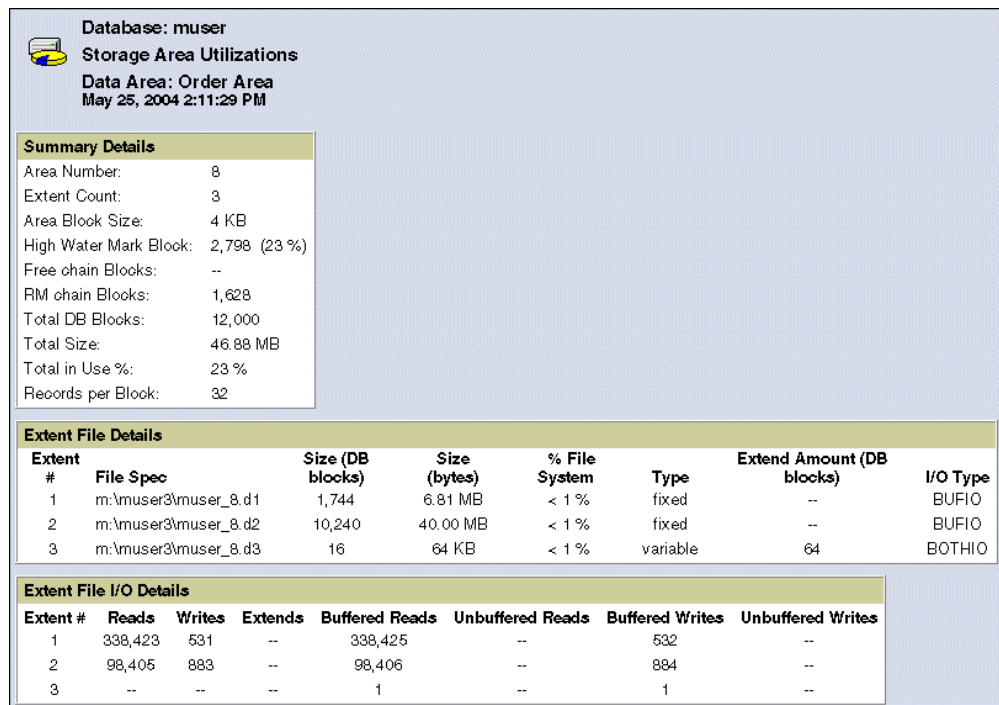 Database: muser
Storage Area Utilizations
Data Area: Order Area
May 25, 2004 2:11:29 PM
Summary Details
Area Number: 8
Extent Count: 3
Area Block Size: 4 KB
High Water Mark Block: 2,798 (23 %)
Free chain Blocks: --
RM chain Blocks: 1,628
Total DB Blocks: 12,000
Total Size: 46.88 MB
Total in Use %: 23 %
Records per Block: 32
Extent File Details
Extent # File Spec Size (DB blocks) Size (bytes) % File System Type Extend Amount (DB blocks) I/O Type
1 m:\muser3\muser_8.d1 1,744 6.81 MB < 1 % fixed -- BUFIO
2 m:\muser3\muser_8.d2 10,240 40.00 MB < 1 % fixed -- BUFIO
3 m:\muser3\muser_8.d3 16 64 KB < 1 % variable 64 BOTHIO
Extent File I/O Details
Extent # Reads Writes Extends Buffered Reads Unbuffered Reads Buffered Writes Unbuffered Writes
1 338,423 531 -- 338,425 -- 532 --
2 98,405 883 -- 98,406 -- 884 --
3 -- -- -- 1 -- 1 --